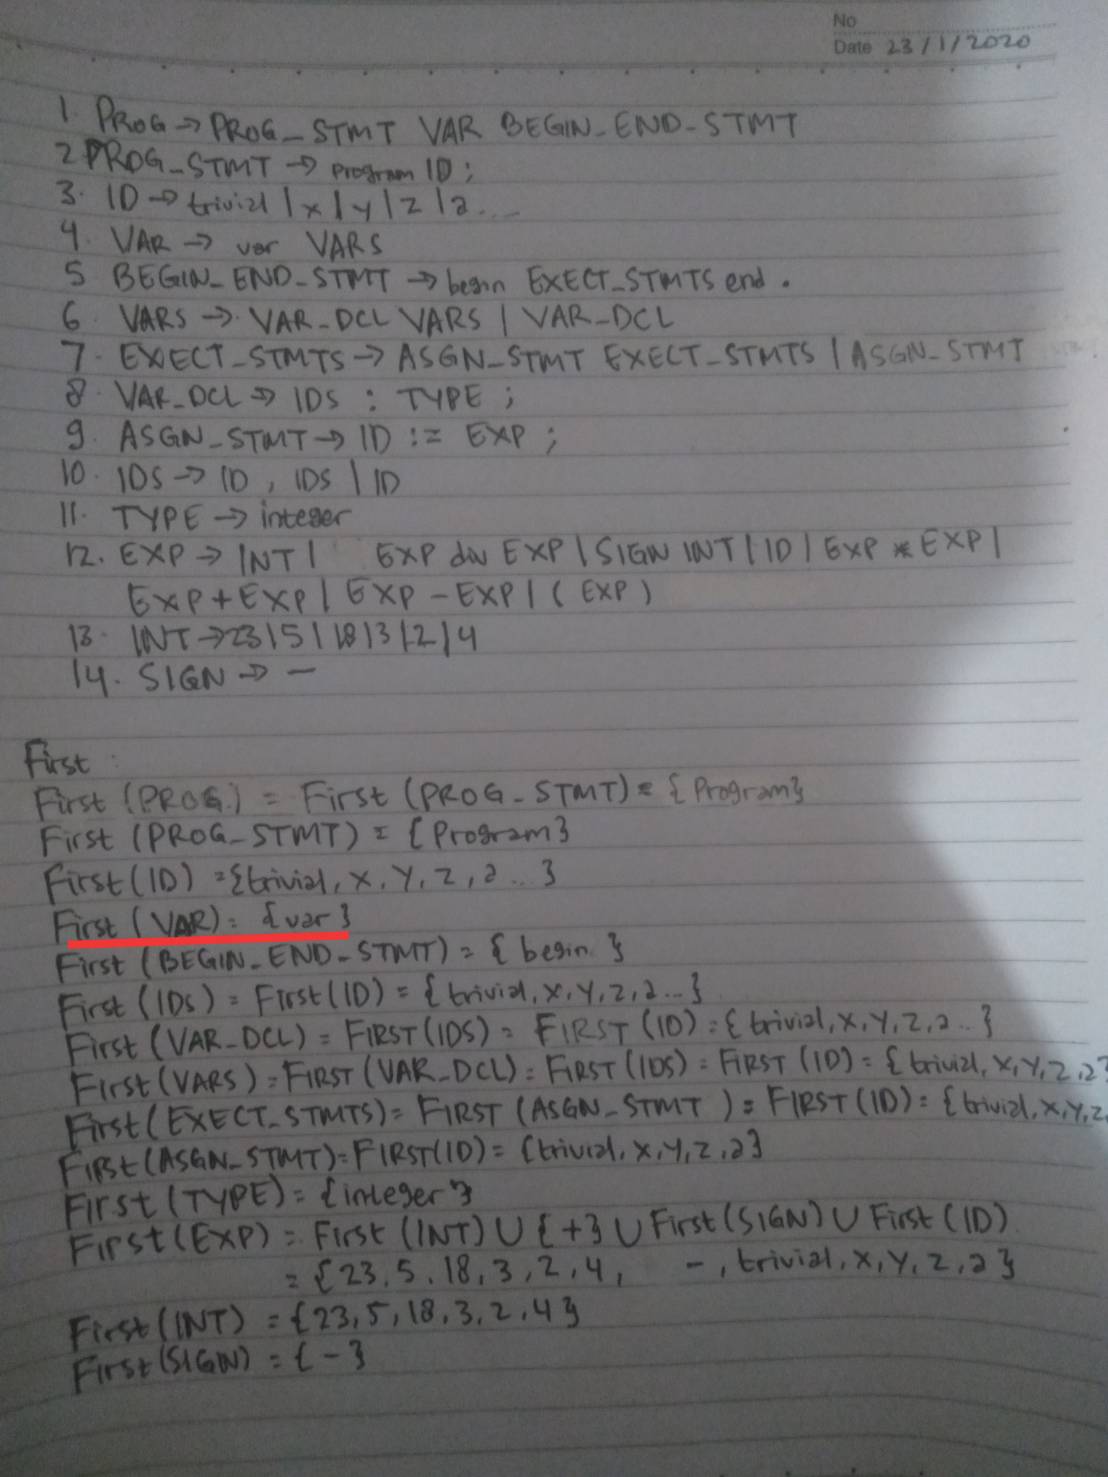 No
Date 23/1/2020
1. PROG → PROG_STMT VAR BEGIN_END_STMT
2 PROG_STMT → program ID ;
3. ID → trivial | x | y | z | a....
4. VAR → var VARS
5 BEGIN_END_STMT → begin EXECT_STMTS end .
6. VARS → VAR_DCL VARS | VAR_DCL
7. EXECT_STMTS → ASGN_STMT EXECT_STMTS | ASGN_STMT
8. VAR_DCL → IDS : TYPE ;
9. ASGN_STMT → ID := EXP ;
10. IDS → ID , IDS | ID
11. TYPE → integer
12. EXP → INT | EXP div EXP | SIGN INT | ID | EXP * EXP |
EXP + EXP | EXP - EXP | ( EXP )
13. INT → 23 | 5 | 18 | 3 | 2 | 4
14. SIGN → -
First :
First (PROG) = First (PROG_STMT) = { Program}
First (PROG_STMT) = { Program}
First (ID) = {trivial, x, y, z, a ... }
First ( VAR) = { var }
First (BEGIN_END_STMT) = { begin }
First (IDs) = First (ID) = { trivial, x, y, z, a ... }
First (VAR_DCL) = FIRST (IDS) = FIRST (ID) = { trivial, x, y, z, a .. }
First (VARS) = FIRST (VAR_DCL) = FIRST (IDS) = FIRST (ID) = { trivial, x, y, z, a }
First (EXECT_STMTS) = FIRST (ASGN_STMT ) = FIRST (ID) = { trivial, x, y, z,
First (ASGN_STMT) = FIRST(ID) = {trivial, x, y, z, a}
First (TYPE) = { integer }
First (EXP) = First (INT) U { + } U First (SIGN) U First (ID)
= { 23, 5, 18, 3, 2, 4, - , trivial, x, y, z, a }
First (INT) = { 23, 5, 18, 3, 2, 4 }
First (SIGN) = { - }